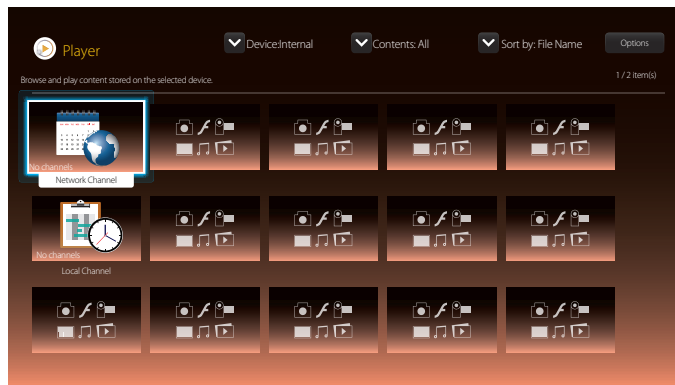 Player
Device:Internal
Contents: All
Sort by: File Name
Options
Browse and play content stored on the selected device.
1 / 2 item(s)
No channels
Network Channel
No channels
Local Channel